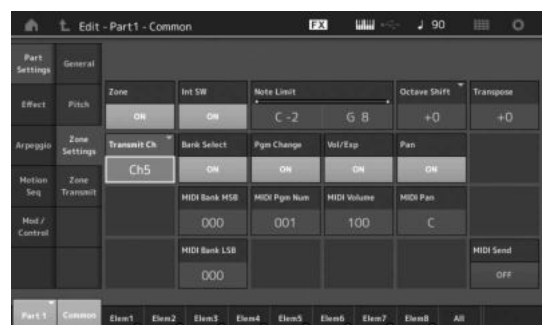 Edit - Part1 - Common FX 90
Part Settings
General
Zone Int SW Note Limit Octave Shift Transpose
Effect Pitch
ON ON C -2 G 8 +0 +0
Arpeggio Zone Settings
Transmit Ch Bank Select Pgm Change Vol/Exp Pan
Ch5 ON ON ON ON
Motion Seq
Zone Transmit
MIDI Bank MSB MIDI Pgm Num MIDI Volume MIDI Pan
000 001 100 C
Mod / Control
MIDI Bank LSB MIDI Send
000 OFF
Part 1 Common Elem1 Elem2 Elem3 Elem4 Elem5 Elem6 Elem7 Elem8 All